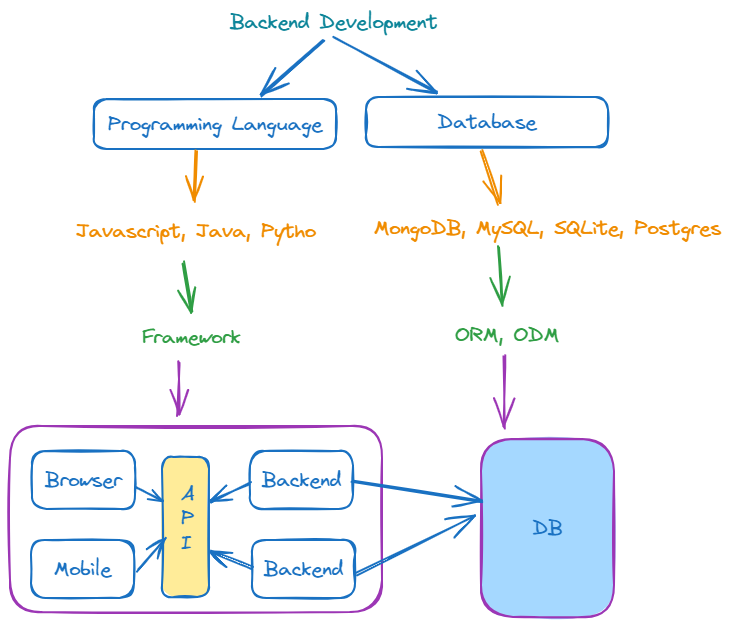 Backend Development
Programming Language
Database
Javascript, Java, Pytho
MongoDB, MySQL, SQLite, Postgres
Framework
ORM, ODM
Browser
Backend
A
P
I
DB
Mobile
Backend